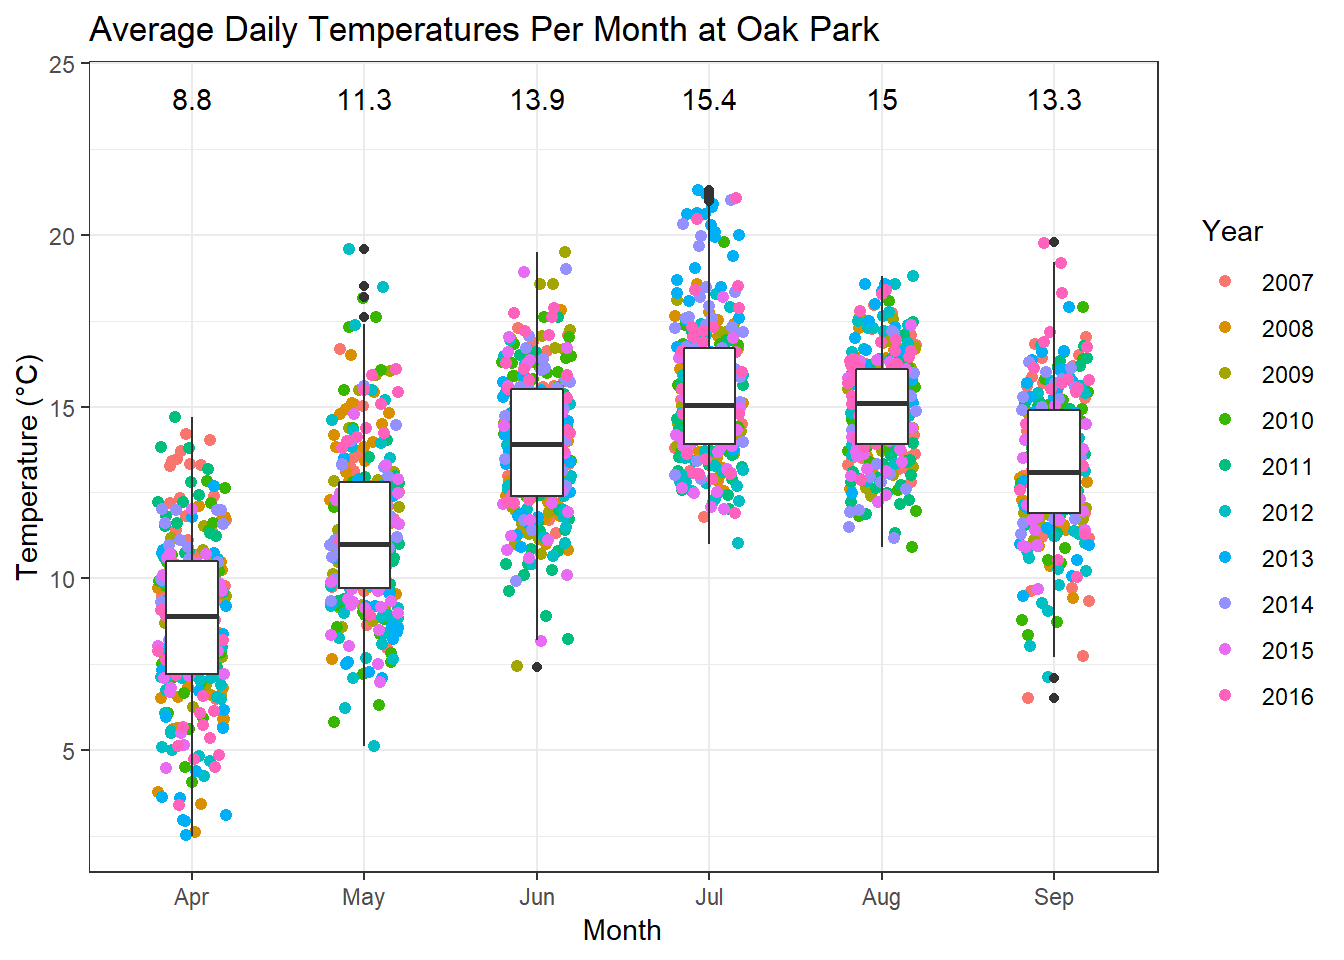 Average Daily Temperatures Per Month at Oak Park
25
20
15
10
5
Temperature (°C)
8.8 11.3 13.9 15.4 15 13.3
Apr May Jun Jul Aug Sep
Month
Year
2007
2008
2009
2010
2011
2012
2013
2014
2015
2016